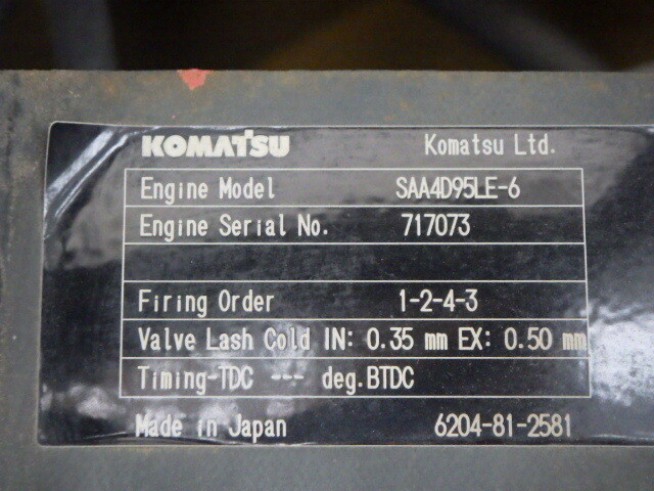 KOMATSU Komatsu Ltd.
Engine Model SAA4D95LE-6
Engine Serial No. 717073
Firing Order 1-2-4-3
Valve Lash Cold IN: 0.35 mm EX: 0.50 mm
Timing-TDC --- deg.BTDC
Made in Japan 6204-81-2581